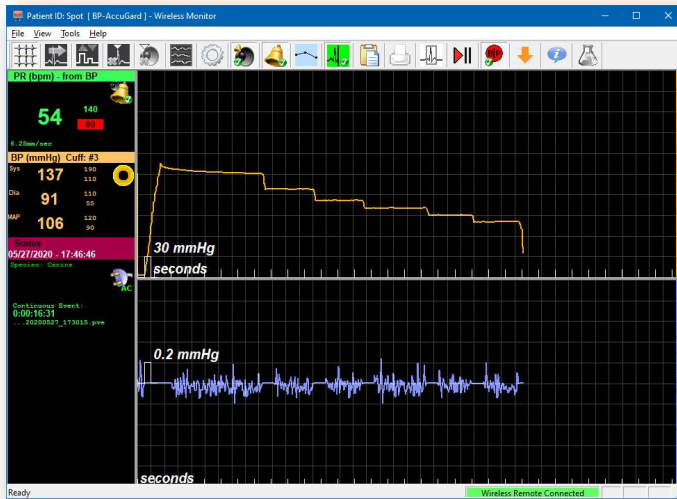 Patient ID: Spot [ BP-AccuGard ] - Wireless Monitor
File View Tools Help
PR (bpm) - from BP
54
140
80
6.25mm/sec
BP (mmHg) Cuff: #3
Sys 137 190 110
Dia 91 110 55
MAP 106 120 90
Status
05/27/2020 - 17:46:46
Species: Canine
AC
Continuous Event:
0:00:16:31
...20200527_173015.pve
30 mmHg
seconds
0.2 mmHg
seconds
Ready
Wireless Remote Connected